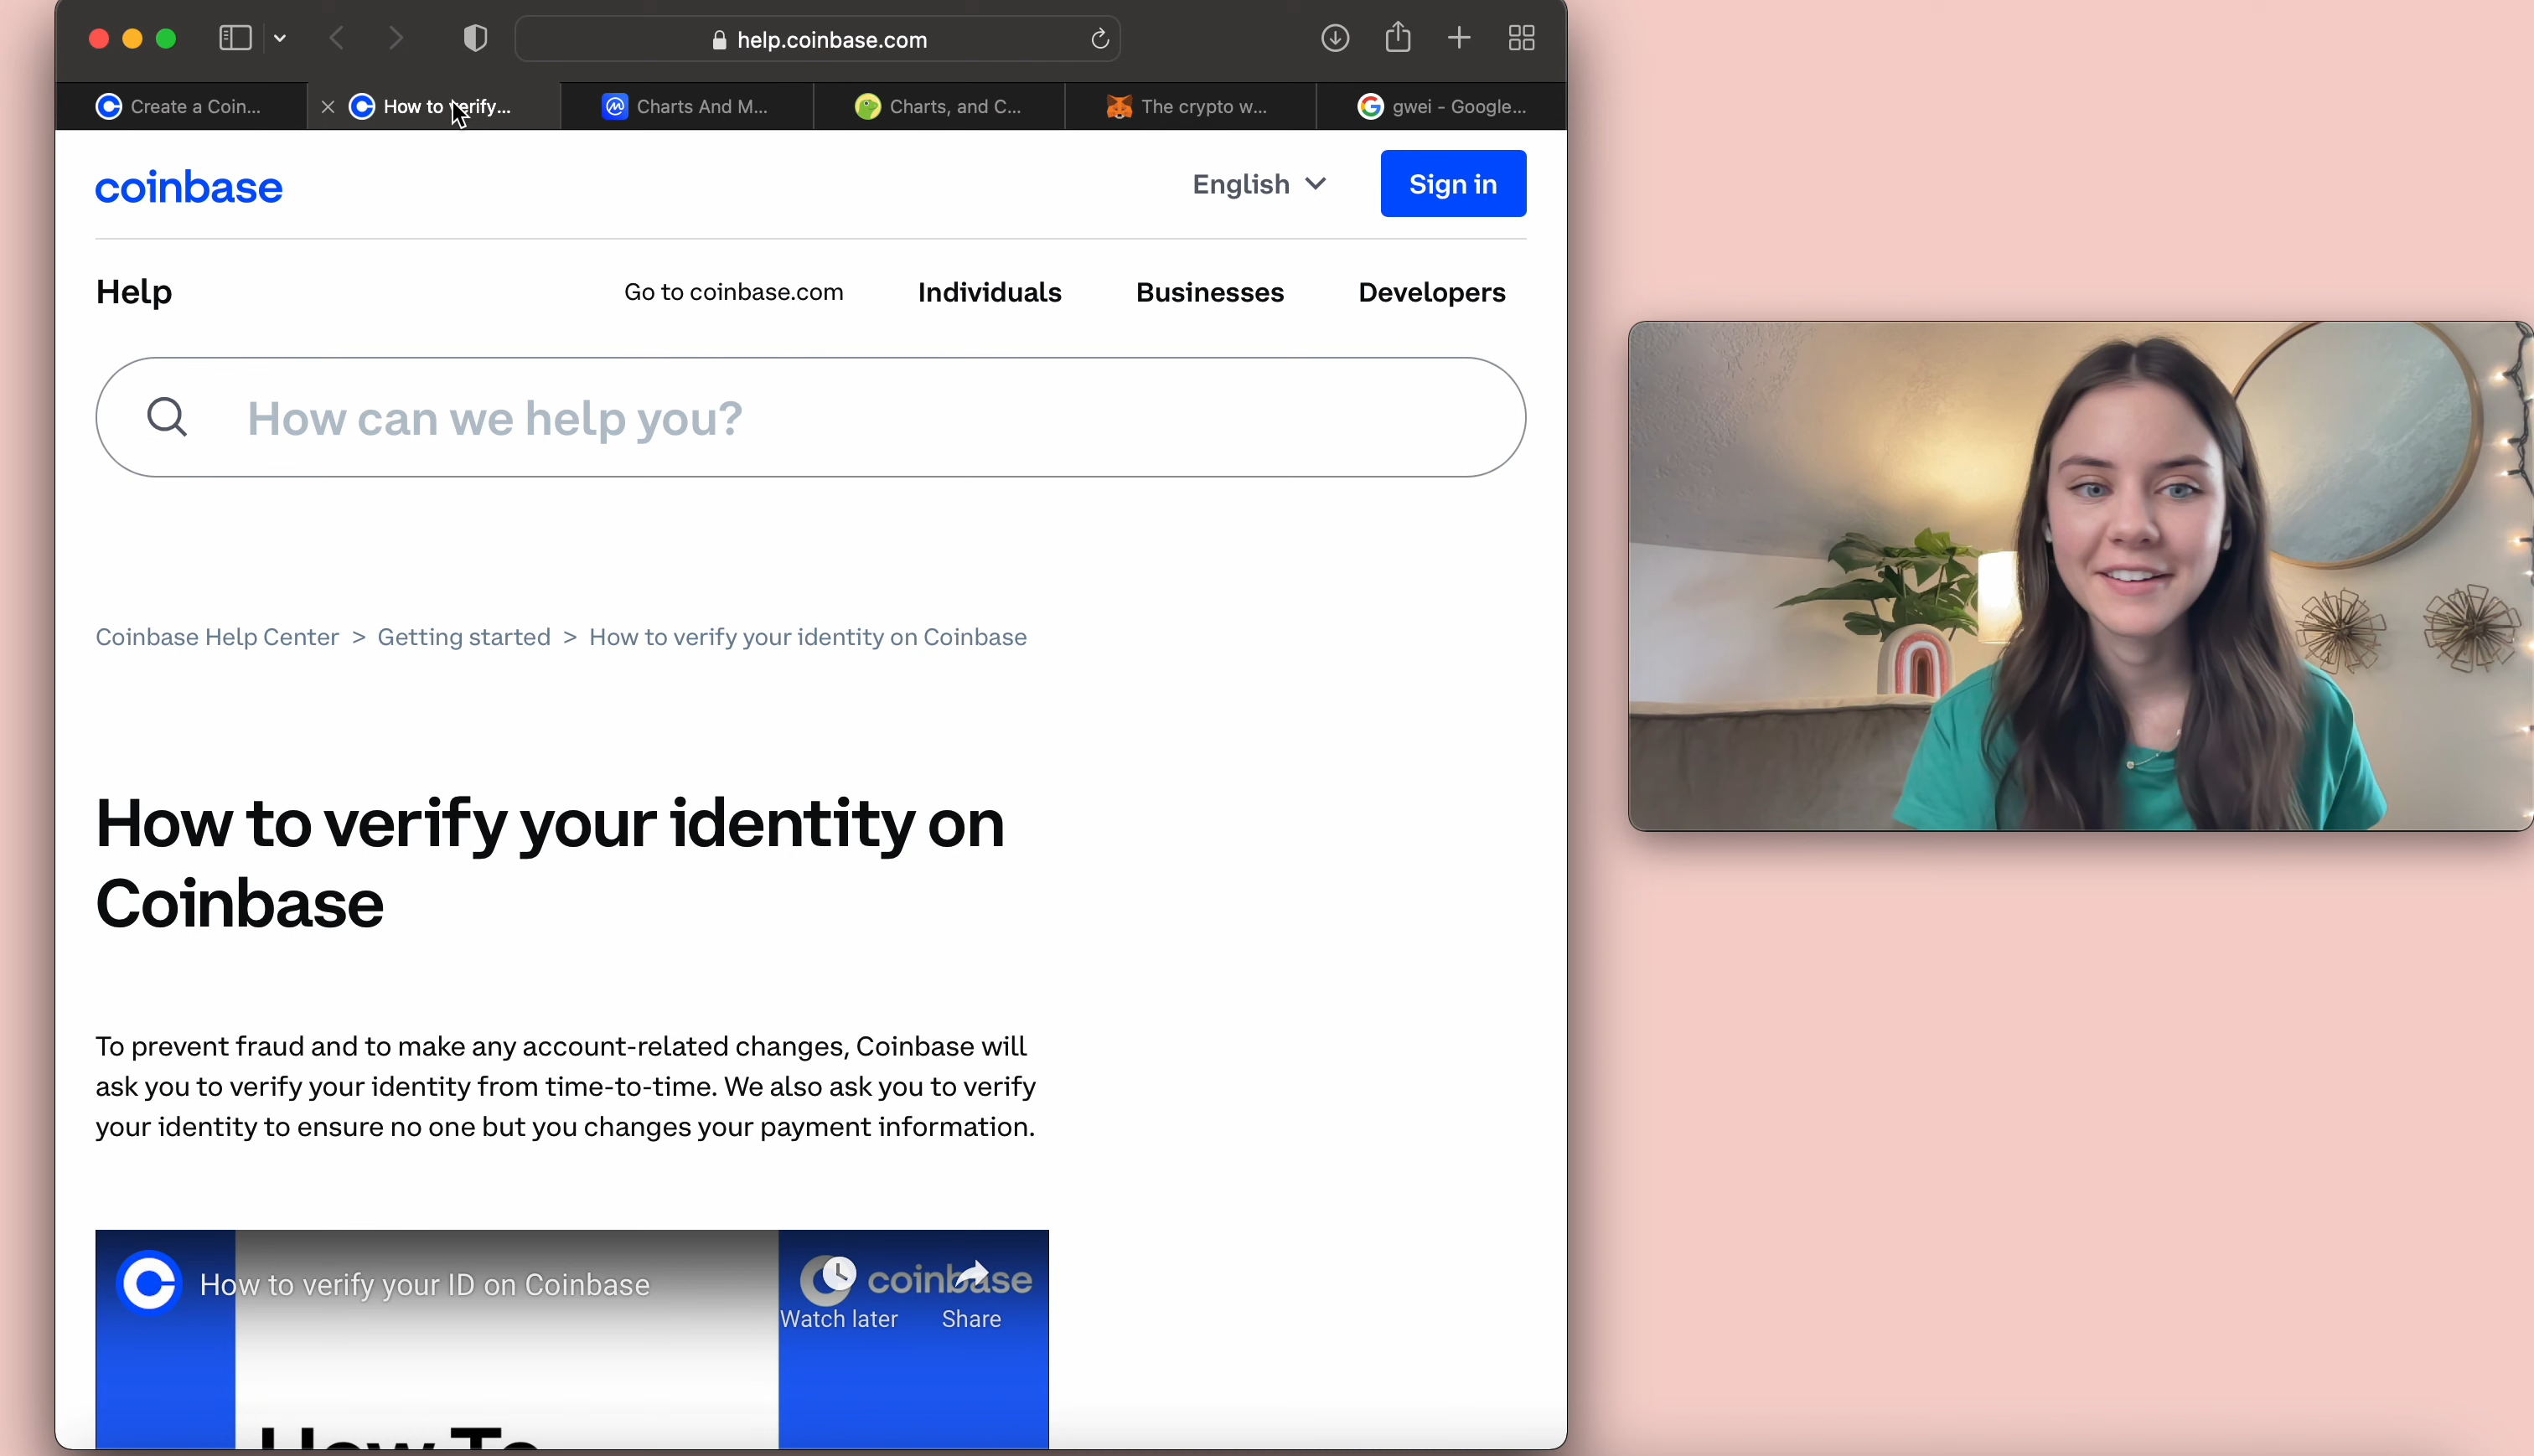 help.coinbase.com
Create a Coin...
How to verify...
Charts And M...
Charts, and C...
The crypto w...
gwei - Google...
coinbase
English
Sign in
Help
Go to coinbase.com
Individuals
Businesses
Developers
How can we help you?
Coinbase Help Center > Getting started > How to verify your identity on Coinbase
How to verify your identity on
Coinbase
To prevent fraud and to make any account-related changes, Coinbase will
ask you to verify your identity from time-to-time. We also ask you to verify
your identity to ensure no one but you changes your payment information.
How to verify your ID on Coinbase
coinbase
Watch later
Share
How To